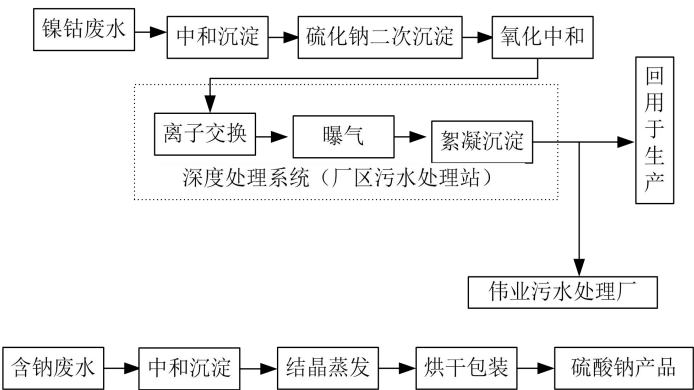 镍钴废水
中和沉淀
硫化钠二次沉淀
氧化中和
回用于生产
离子交换
曝气
絮凝沉淀
深度处理系统（厂区污水处理站）
伟业污水处理厂
含钠废水
中和沉淀
结晶蒸发
烘干包装
硫酸钠产品